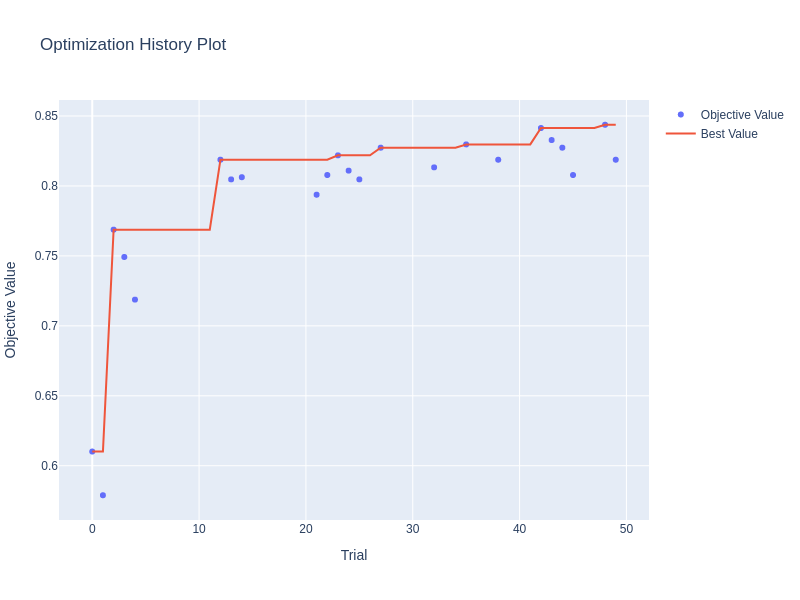 Optimization History Plot
Objective Value
Best Value
0.85
0.8
0.75
0.7
0.65
0.6
Objective Value
0
10
20
30
40
50
Trial